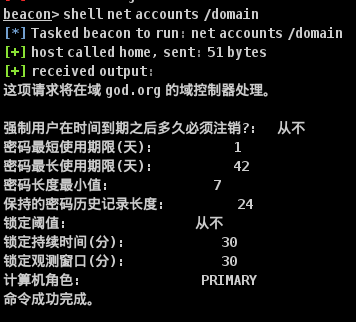 beacon> shell net accounts /domain
[*] Tasked beacon to run: net accounts /domain
[+] host called home, sent: 51 bytes
[+] received output:
这项请求将在域 god.org 的域控制器处理。
强制用户在时间到期之后多久必须注销?: 从不
密码最短使用期限(天): 1
密码最长使用期限(天): 42
密码长度最小值: 7
保持的密码历史记录长度: 24
锁定阈值: 从不
锁定持续时间(分): 30
锁定观测窗口(分): 30
计算机角色: PRIMARY
命令成功完成。